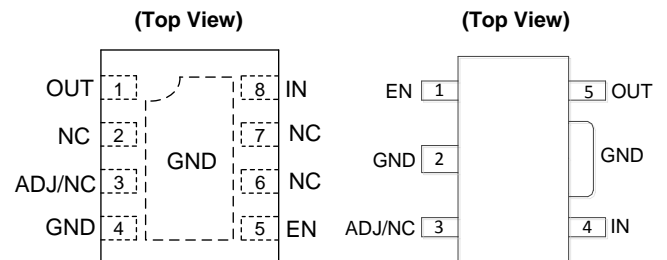 (Top View)
OUT 1 8 IN
NC 2 7 NC
GND
ADJ/NC 3 6 NC
GND 4 5 EN
(Top View)
EN 1 5 OUT
GND 2 GND
ADJ/NC 3 4 IN